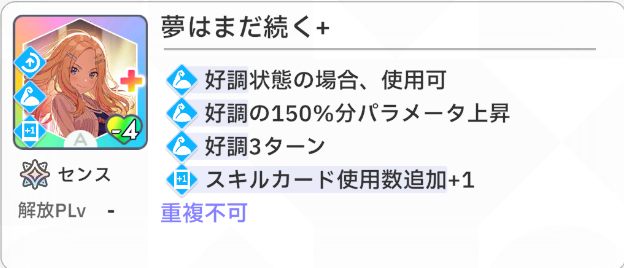 夢はまだ続く+
好調状態の場合、使用可
好調の150%分パラメータ上昇
好調3ターン
+1 スキルカード使用数追加+1
重複不可
+1
-4
A
センス
解放PLv -